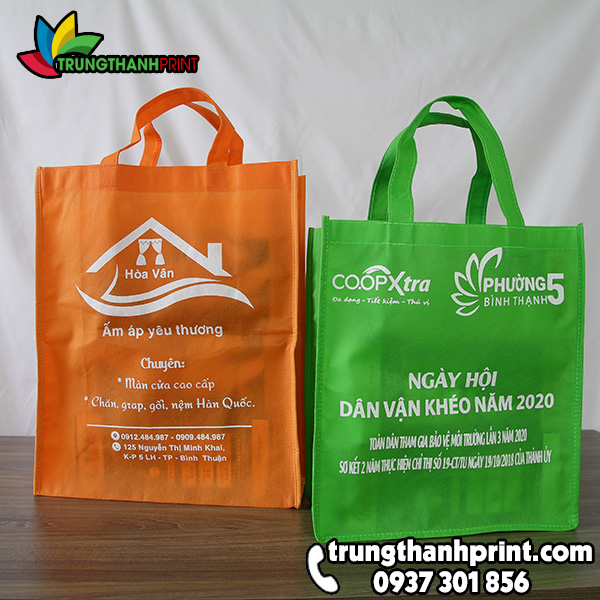 TRUNGTHANHPRINT
Hòa Vân
Ấm áp yêu thương
Chuyên:
* Màn cửa cao cấp
* Chăn, grap, gối, nệm Hàn Quốc.
0912.484.987 - 0909.484.987
125 Nguyễn Thị Minh Khai,
K-P 5 LH - TP - Bình Thuận
CO.OPXtra
Đa dạng - Tiết kiệm - Thú vị
PHƯỜNG 5
BÌNH THẠNH
NGÀY HỘI
DÂN VẬN KHÉO NĂM 2020
TOÀN DÂN THAM GIA BẢO VỆ MÔI TRƯỜNG LẦN 3 NĂM 2020
SƠ KẾT 2 NĂM THỰC HIỆN CHỈ THỊ SỐ 19-CT/TU NGÀY 19/10/2018 CỦA THÀNH ỦY
trungthanhprint.com
0937 301 856